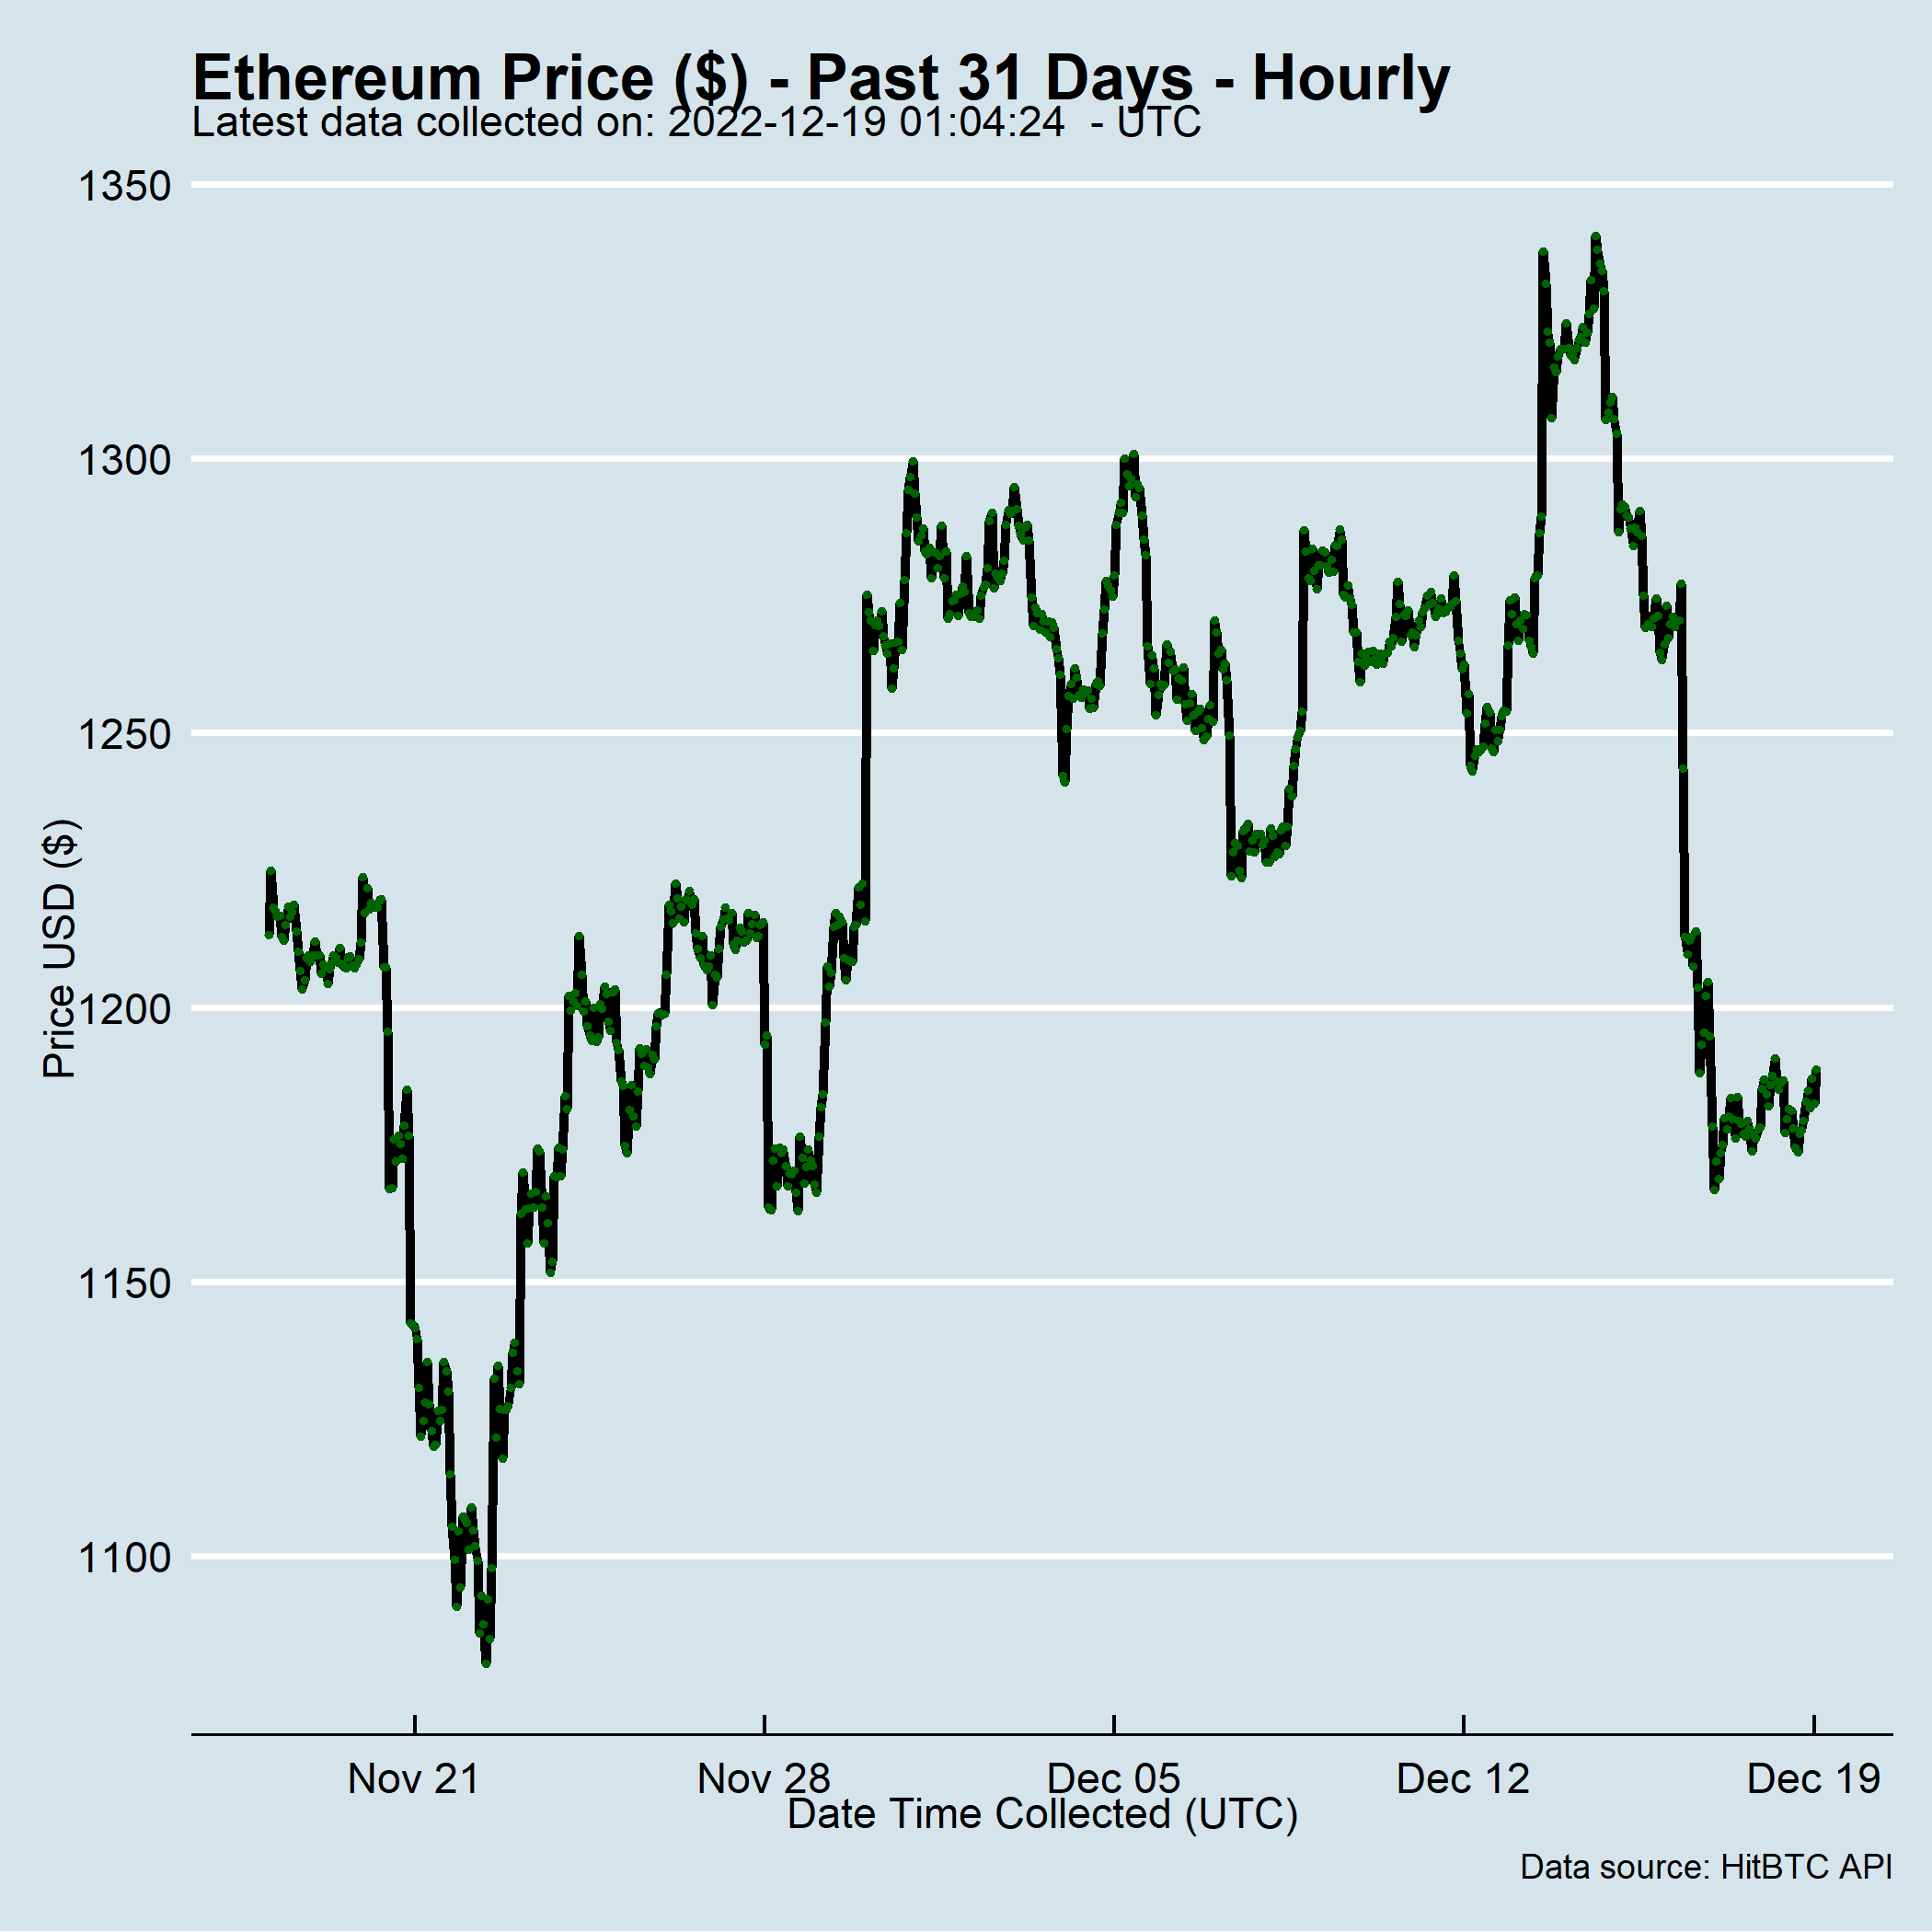 Ethereum Price ($) - Past 31 Days - Hourly
Latest data collected on: 2022-12-19 01:04:24  - UTC
1350
1300
1250
1200
1150
1100
Price USD ($)
Nov 21
Nov 28
Dec 05
Dec 12
Dec 19
Date Time Collected (UTC)
Data source: HitBTC API